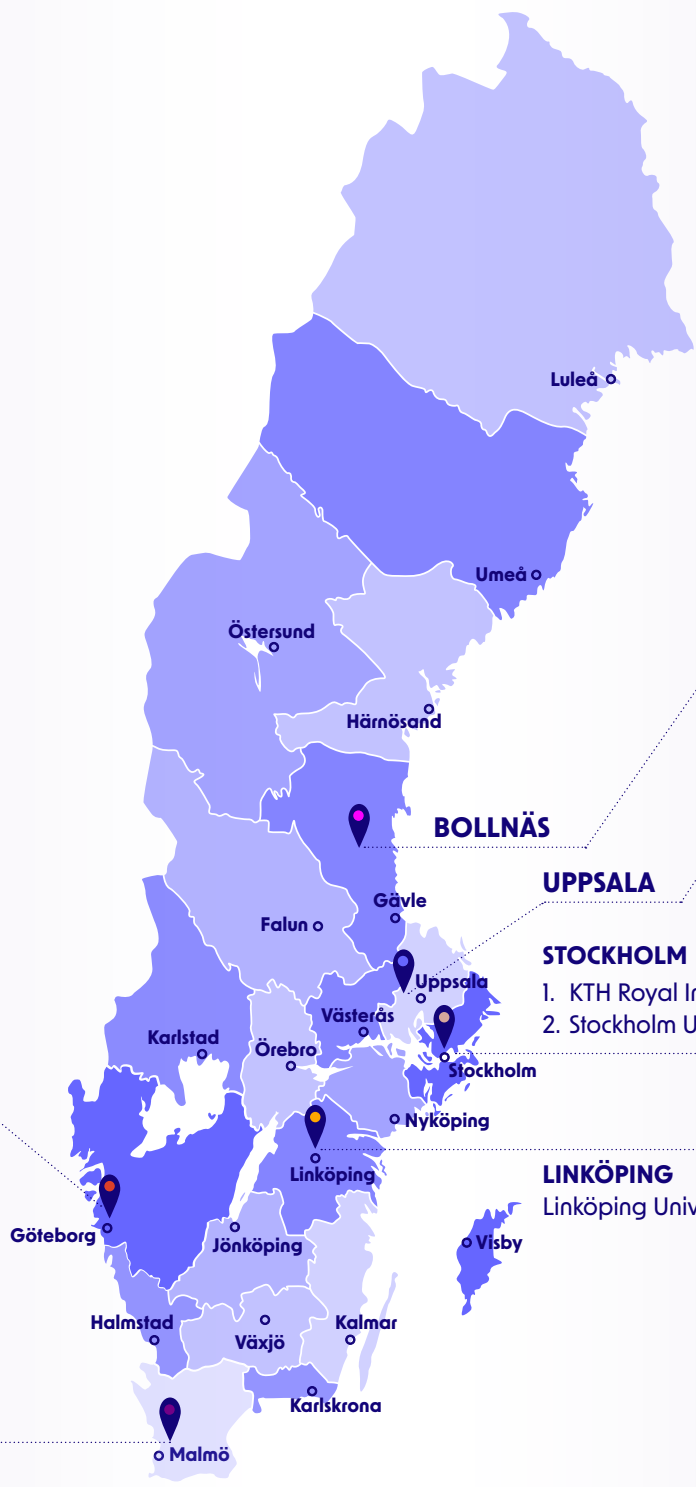 Luleå
Umeå
Östersund
Härnösand
BOLLNÄS
UPPSALA
Gävle
Falun
STOCKHOLM
Uppsala
1. KTH Royal In
Västerås
2. Stockholm U
Karlstad
Örebro
Stockholm
Nyköping
Linköping
LINKÖPING
Linköping Univ
Göteborg
Jönköping
Visby
Halmstad
Växjö
Kalmar
Karlskrona
Malmö